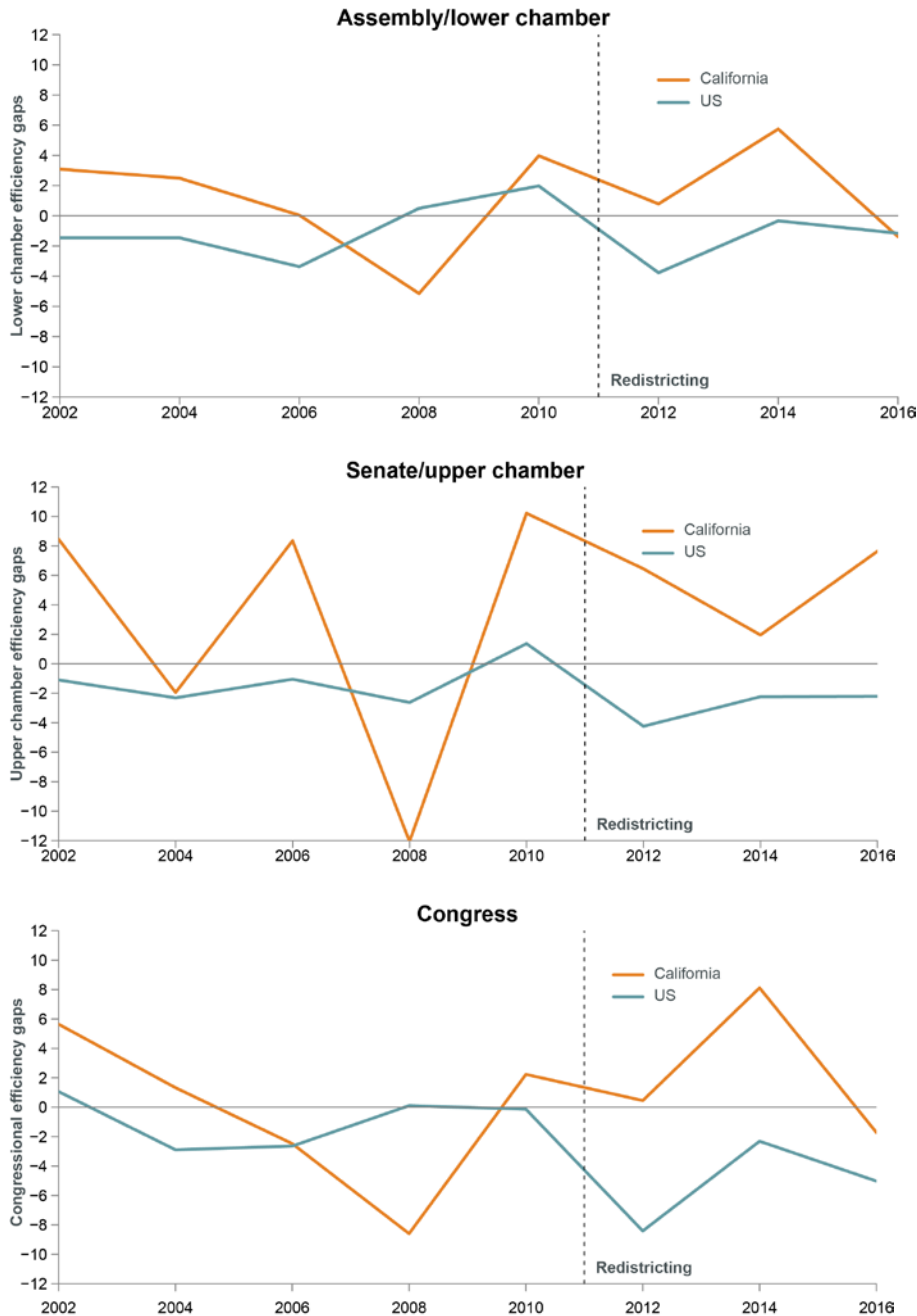 Assembly/lower chamber
Lower chamber efficiency gaps
12
10
8
6
4
2
0
−2
−4
−6
−8
−10
−12
California
US
Redistricting
2002 2004 2006 2008 2010 2012 2014 2016
Senate/upper chamber
Upper chamber efficiency gaps
12
10
8
6
4
2
0
−2
−4
−6
−8
−10
−12
California
US
Redistricting
2002 2004 2006 2008 2010 2012 2014 2016
Congress
Congressional efficiency gaps
12
10
8
6
4
2
0
−2
−4
−6
−8
−10
−12
California
US
Redistricting
2002 2004 2006 2008 2010 2012 2014 2016